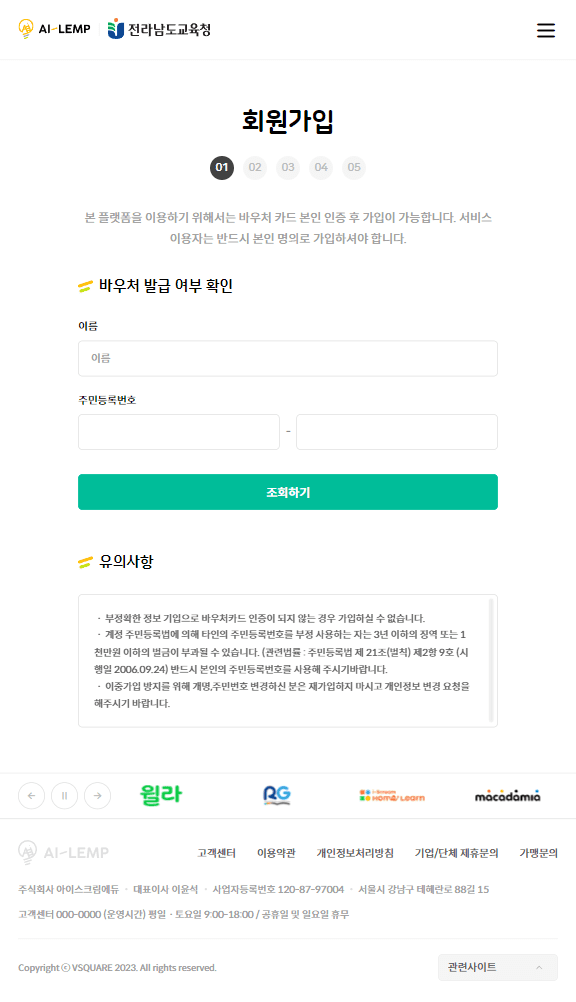 AI-LEMP 전라남도교육청
회원가입
01 02 03 04 05
본 플랫폼을 이용하기 위해서는 바우처 카드 본인 인증 후 가입이 가능합니다. 서비스
이용자는 반드시 본인 명의로 가입하셔야 합니다.
바우처 발급 여부 확인
이름
이름
주민등록번호
-
조회하기
유의사항
· 부정확한 정보 기입으로 바우처카드 인증이 되지 않는 경우 가입하실 수 없습니다.
· 계정 주민등록법에 의해 타인의 주민등록번호를 부정 사용하는 자는 3년 이하의 징역 또는 1
천만원 이하의 벌금이 부과될 수 있습니다. (관련법률 : 주민등록법 제 21조(벌칙) 제2항 9호 (시
행일 2006.09.24) 반드시 본인의 주민등록번호를 사용해 주시기바랍니다.
· 이중가입 방지를 위해 개명,주민번호 변경하신 분은 재가입하지 마시고 개인정보 변경 요청을
해주시기 바랍니다.
윌라 RG i-Scream HOME Learn macadamia
AI-LEMP 고객센터 이용약관 개인정보처리방침 기업/단체 제휴문의 가맹문의
주식회사 아이스크림에듀 · 대표이사 이윤석 · 사업자등록번호 120-87-97004 · 서울시 강남구 테헤란로 88길 15
고객센터 000-0000 (운영시간) 평일 · 토요일 9:00-18:00 / 공휴일 및 일요일 휴무
Copyright ⓒ VSQUARE 2023. All rights reserved. 관련사이트